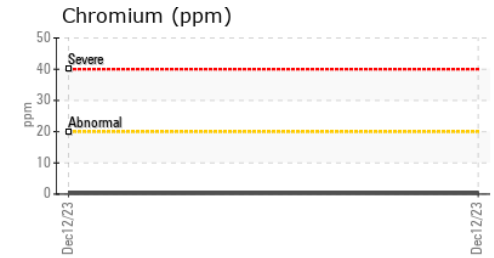 Chromium (ppm)
50
Severe
40
30
ppm
Abnormal
20
10
0
Dec12/23
Dec12/23